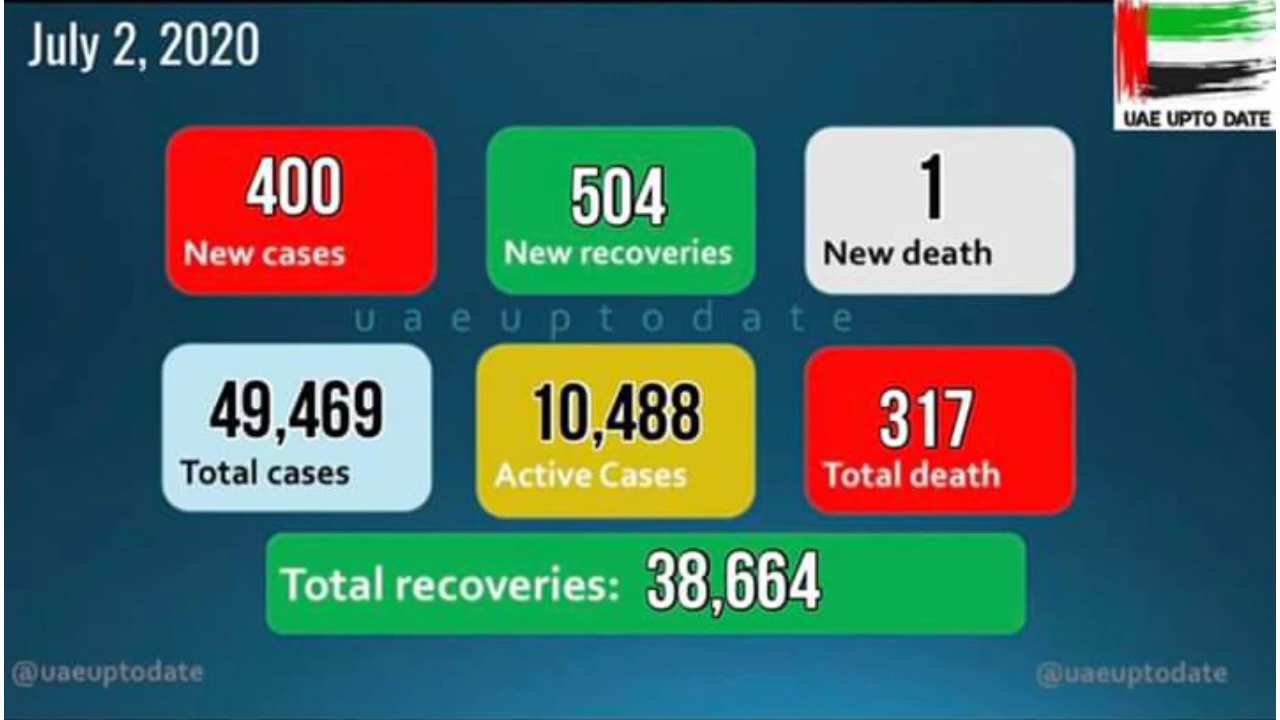 July 2, 2020
UAE UPTO DATE
400
New cases
504
New recoveries
1
New death
uaeuptodate
49,469
Total cases
10,488
Active Cases
317
Total death
Total recoveries: 38,664
@uaeuptodate
@uaeuptodate